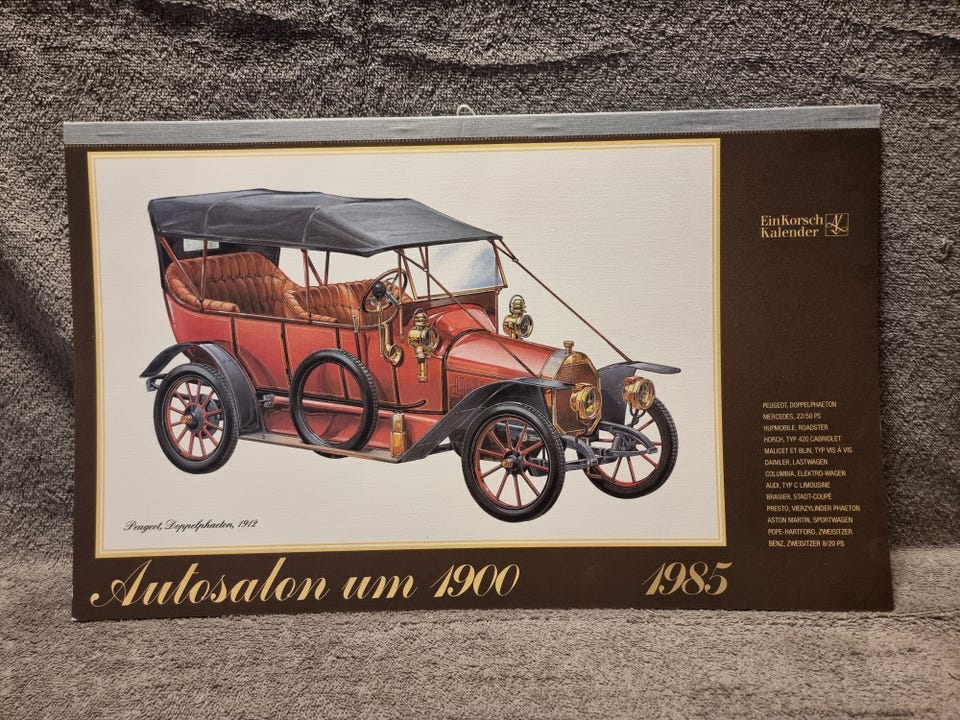 EinKorsch
Kalender
PEUGEOT, DOPPELPHAETON
MERCEDES, 22/50 PS
HUPMOBILE, ROADSTER
HORCH, TYP 420 CABRIOLET
MALICET ET BLIN, TYP VIS À VIS
DAIMLER, LASTWAGEN
COLUMBIA, ELEKTRO-WAGEN
AUDI, TYP C LIMOUSINE
BRASIER, STADT-COUPÉ
PRESTO, VIERZYLINDER PHAETON
ASTON MARTIN, SPORTWAGEN
POPE-HARTFORD, ZWEISITZER
BENZ, ZWEISITZER 8/20 PS
Peugeot, Doppelphaeton, 1912
Autosalon um 1900 1985